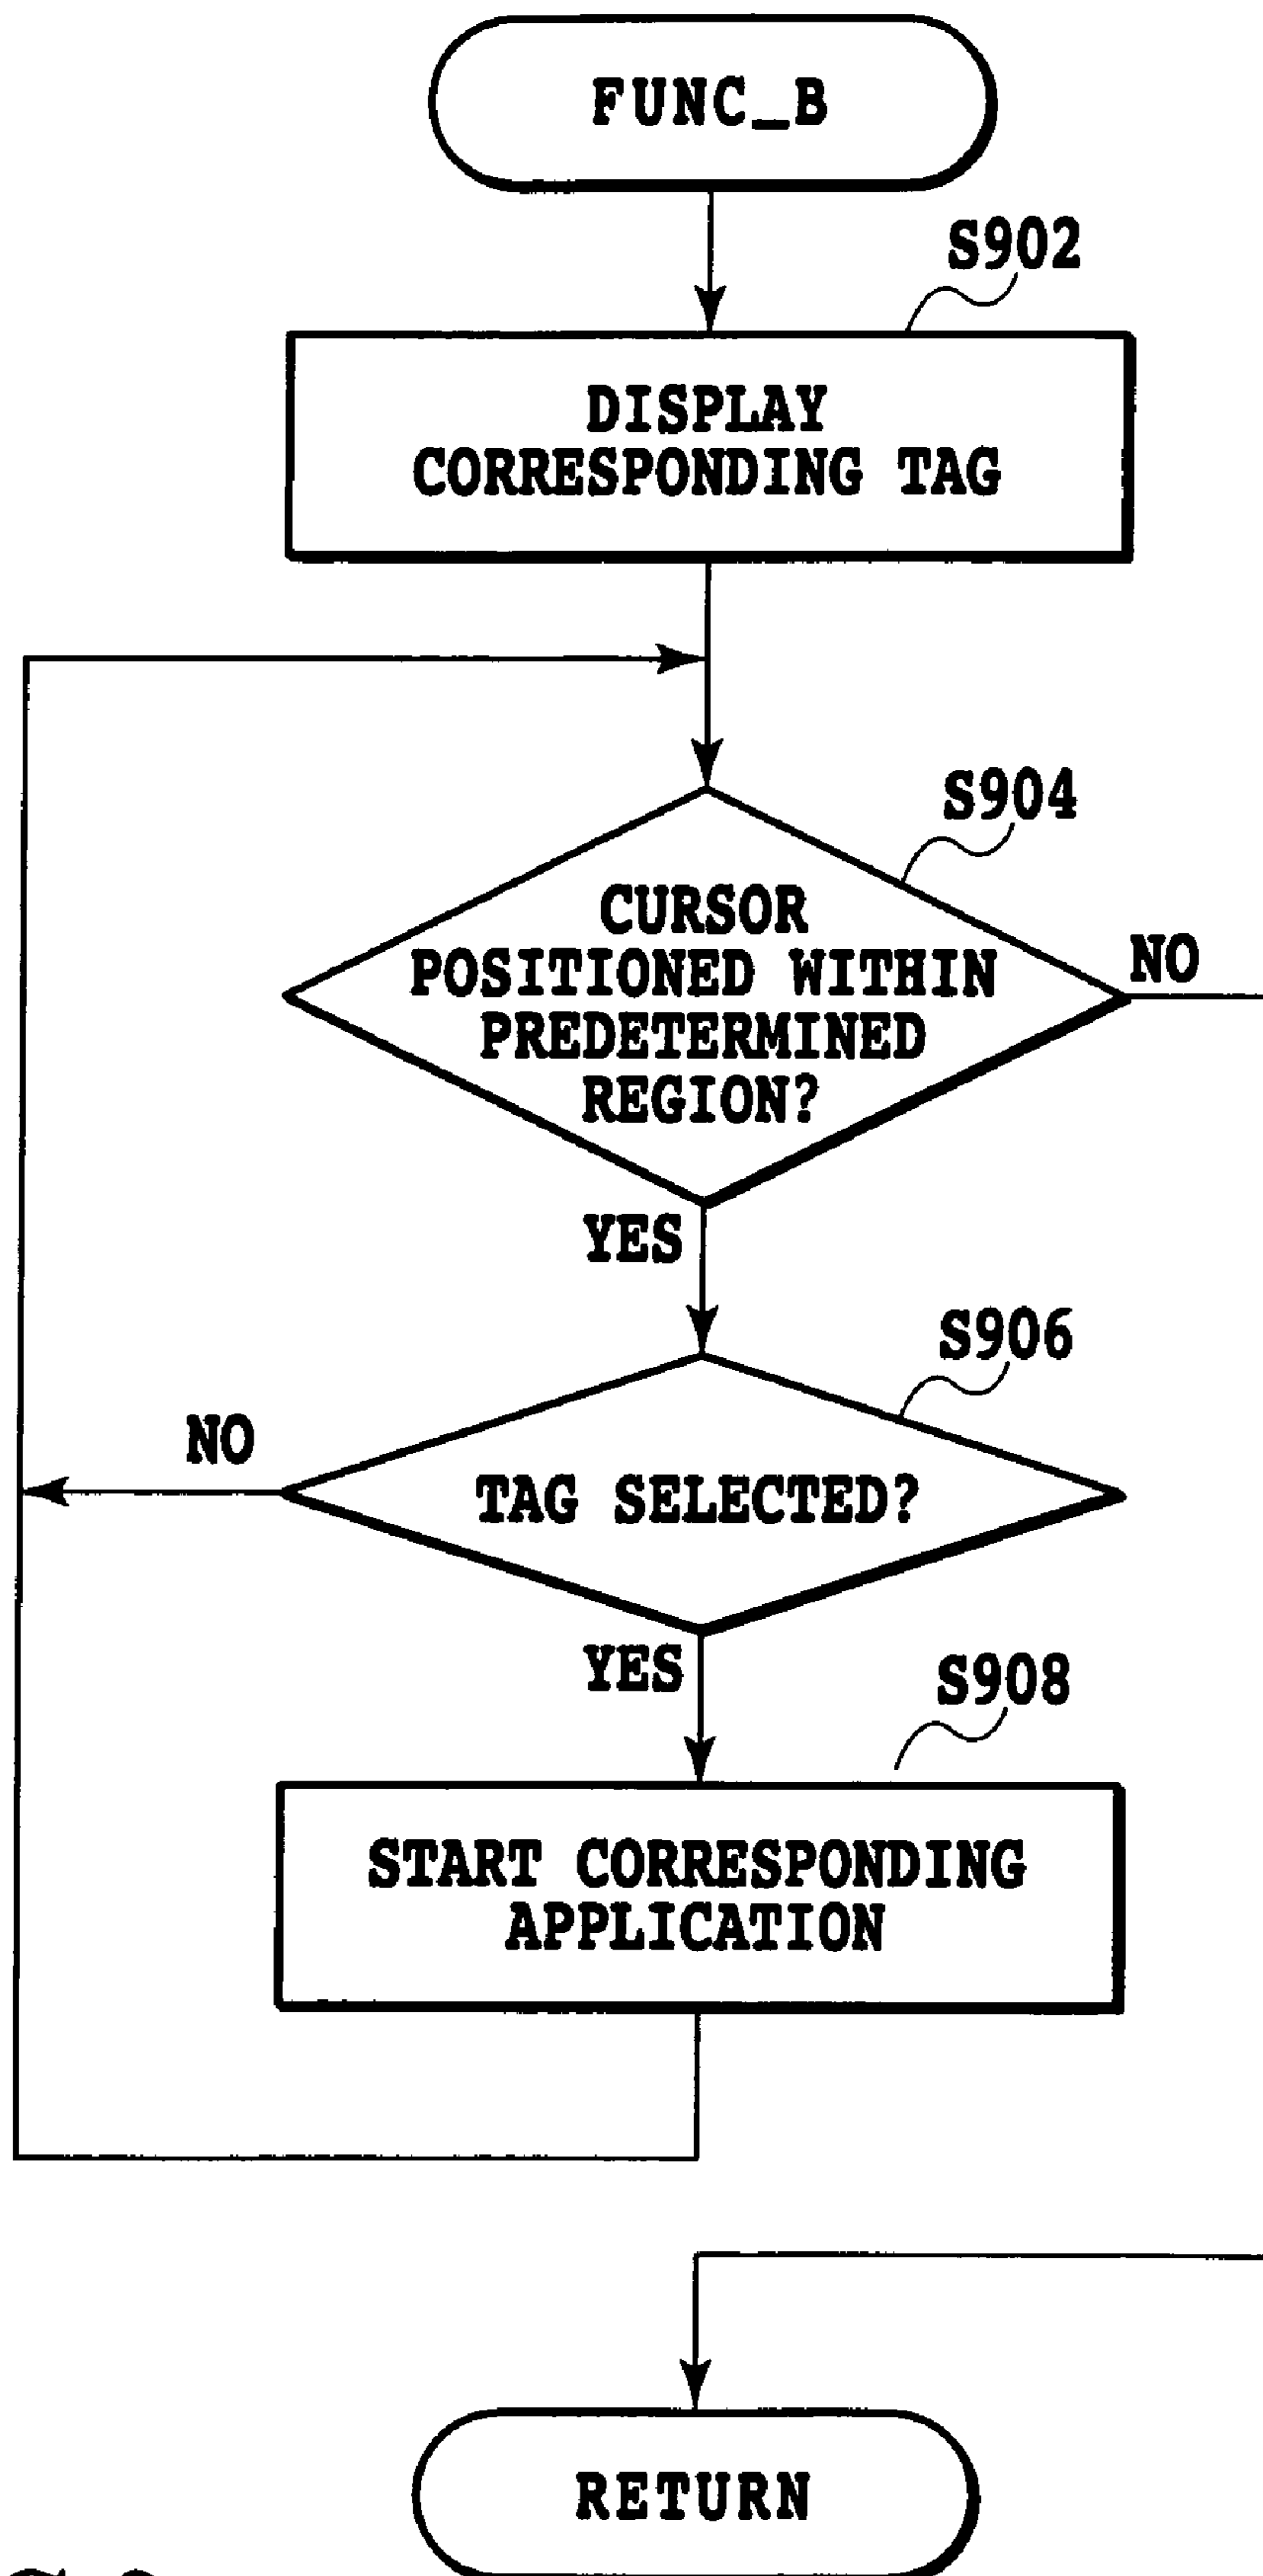 FUNC_B
S902
DISPLAY
CORRESPONDING TAG
S904
CURSOR
POSITIONED WITHIN
PREDETERMINED
REGION?
NO
YES
S906
NO
TAG SELECTED?
YES
S908
START CORRESPONDING
APPLICATION
RETURN